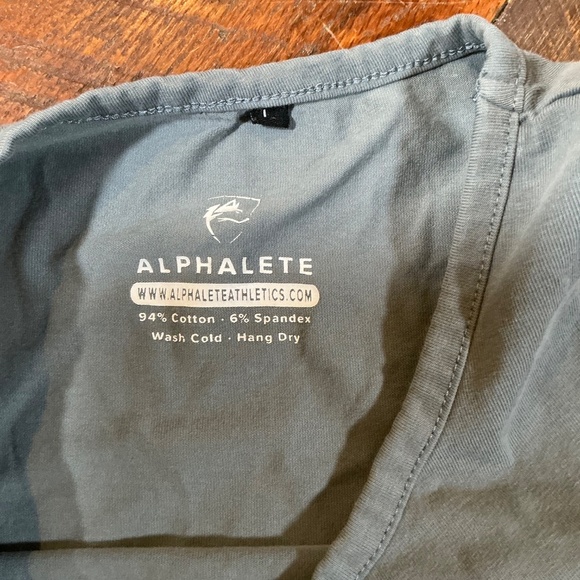 ALPHALETE
WWW.ALPHALETEATHLETICS.COM
94% Cotton · 6% Spandex
Wash Cold · Hang Dry